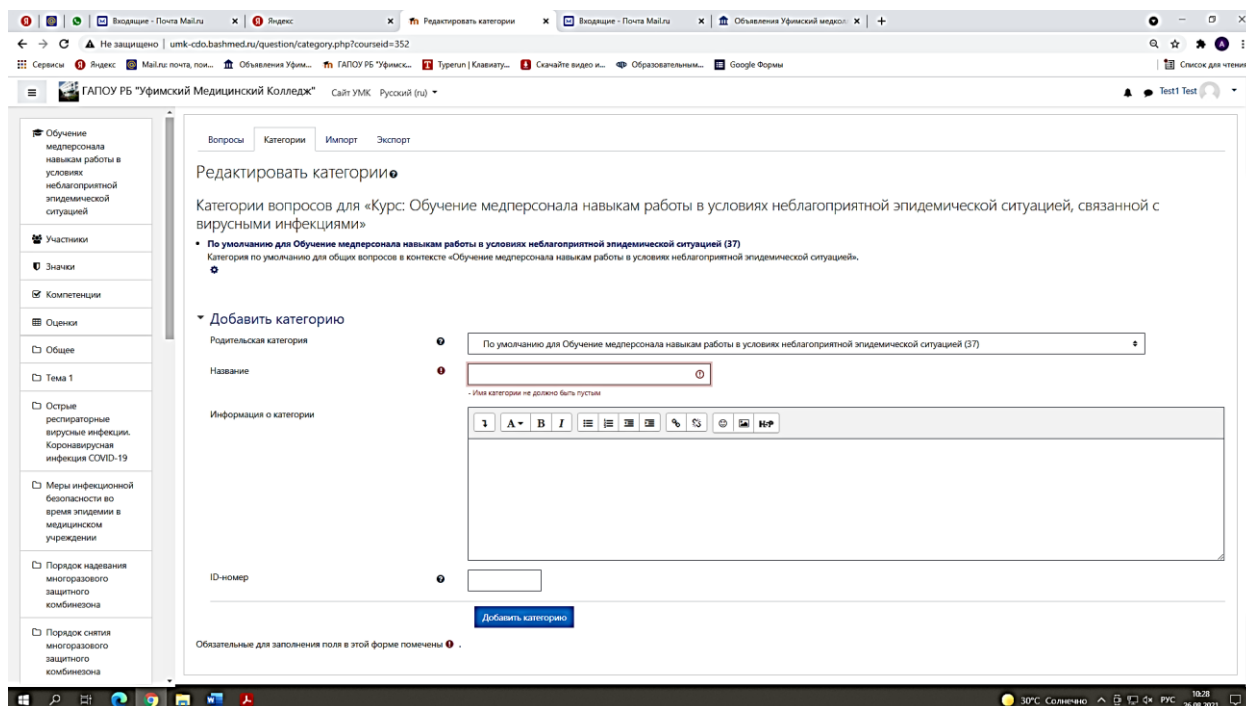 Входящие - Почта Mail.ru
Яндекс
Редактировать категории
Входящие - Почта Mail.ru
Объявления Уфимский медкол
Не защищено | umk-cdo.bashmed.ru/question/category.php?courseid=352
Сервисы Яндекс Mail.ru: почта, пои... Объявления Уфим... ГАПОУ РБ "Уфимск... Typerun | Клавиату... Скачайте видео и... Образовательным... Google Формы Список для чтения
ГАПОУ РБ "Уфимский Медицинский Колледж" Сайт УМК Русский (ru) Test1 Test
Обучение
медперсонала
навыкам работы в
условиях
неблагоприятной
эпидемической
ситуацией
Участники
Значки
Компетенции
Оценки
Общее
Тема 1
Острые
респираторные
вирусные инфекции.
Коронавирусная
инфекция COVID-19
Меры инфекционной
безопасности во
время эпидемии в
медицинском
учреждении
Порядок надевания
многоразового
защитного
комбинезона
Порядок снятия
многоразового
защитного
комбинезона
Вопросы Категории Импорт Экспорт
Редактировать категории
Категории вопросов для «Курс: Обучение медперсонала навыкам работы в условиях неблагоприятной эпидемической ситуацией, связанной с
вирусными инфекциями»
По умолчанию для Обучение медперсонала навыкам работы в условиях неблагоприятной эпидемической ситуацией (37)
Категория по умолчанию для общих вопросов в контексте «Обучение медперсонала навыкам работы в условиях неблагоприятной эпидемической ситуацией».
Добавить категорию
Родительская категория
По умолчанию для Обучение медперсонала навыкам работы в условиях неблагоприятной эпидемической ситуацией (37)
Название
- Имя категории не должно быть пустым
Информация о категории
A B I H-P
ID-номер
Добавить категорию
Обязательные для заполнения поля в этой форме помечены .
30°C Солнечно РУС 10:28
26.08.2021